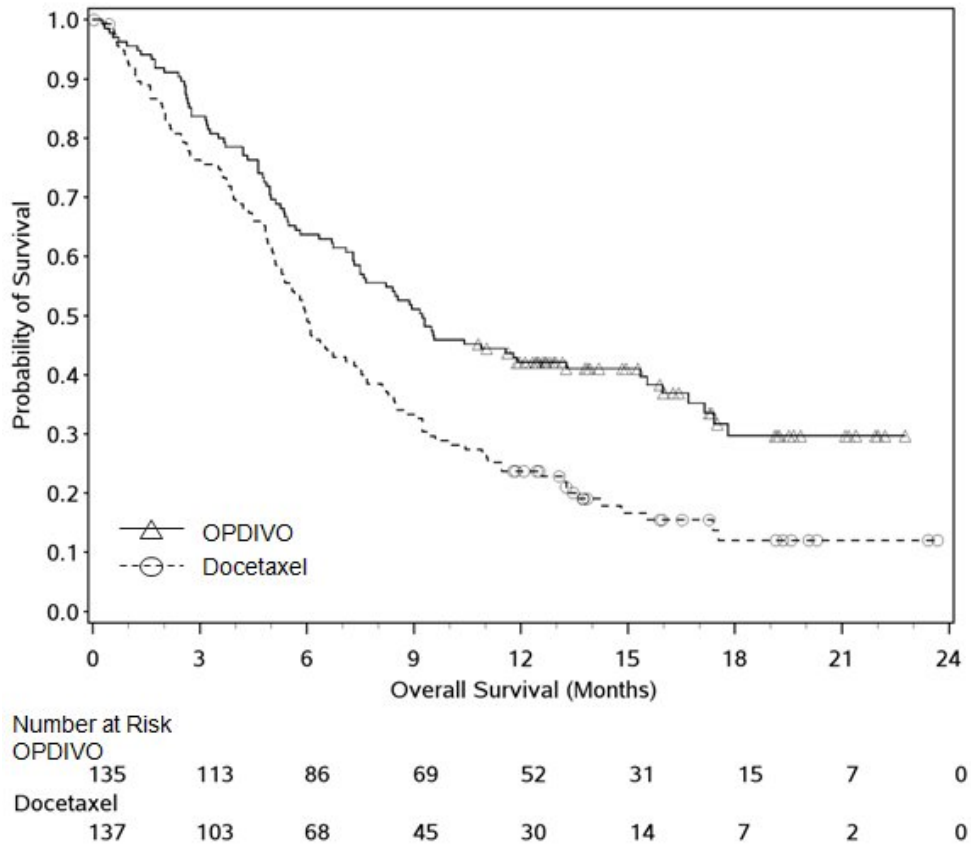 1.0
0.9
0.8
0.7
0.6
0.5
0.4
0.3
0.2
0.1
0.0
Probability of Survival
OPDIVO
Docetaxel
0 3 6 9 12 15 18 21 24
Overall Survival (Months)
Number at Risk
OPDIVO
135 113 86 69 52 31 15 7 0
Docetaxel
137 103 68 45 30 14 7 2 0